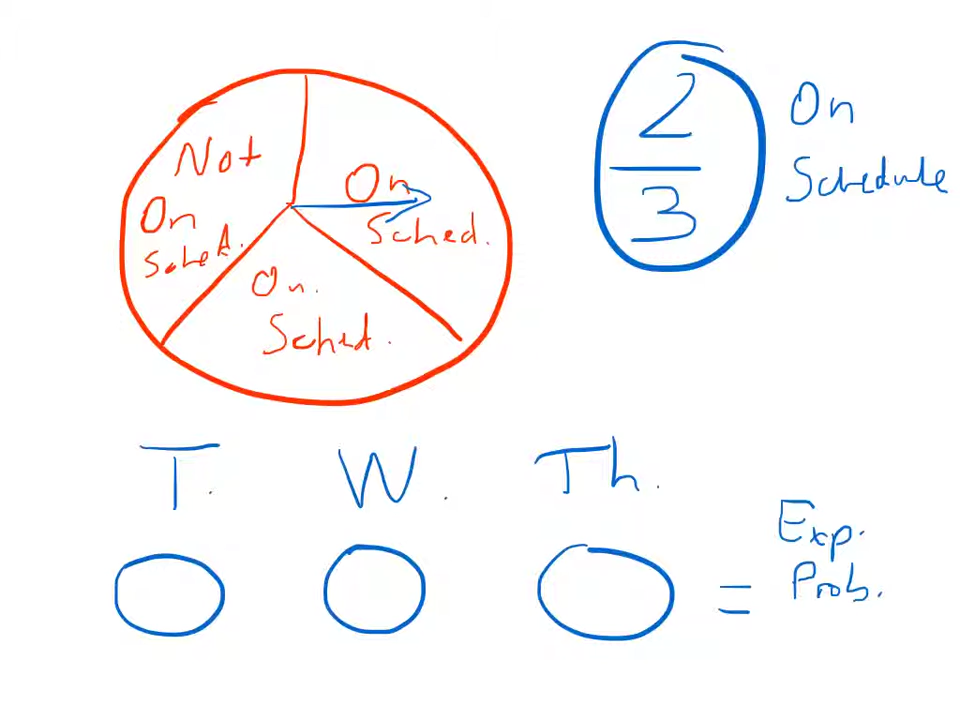 Not
On
Sched.
On
Sched.
On.
Sched.
2
3
On
Schedule
T. W. Th.
= Exp.
Prob.